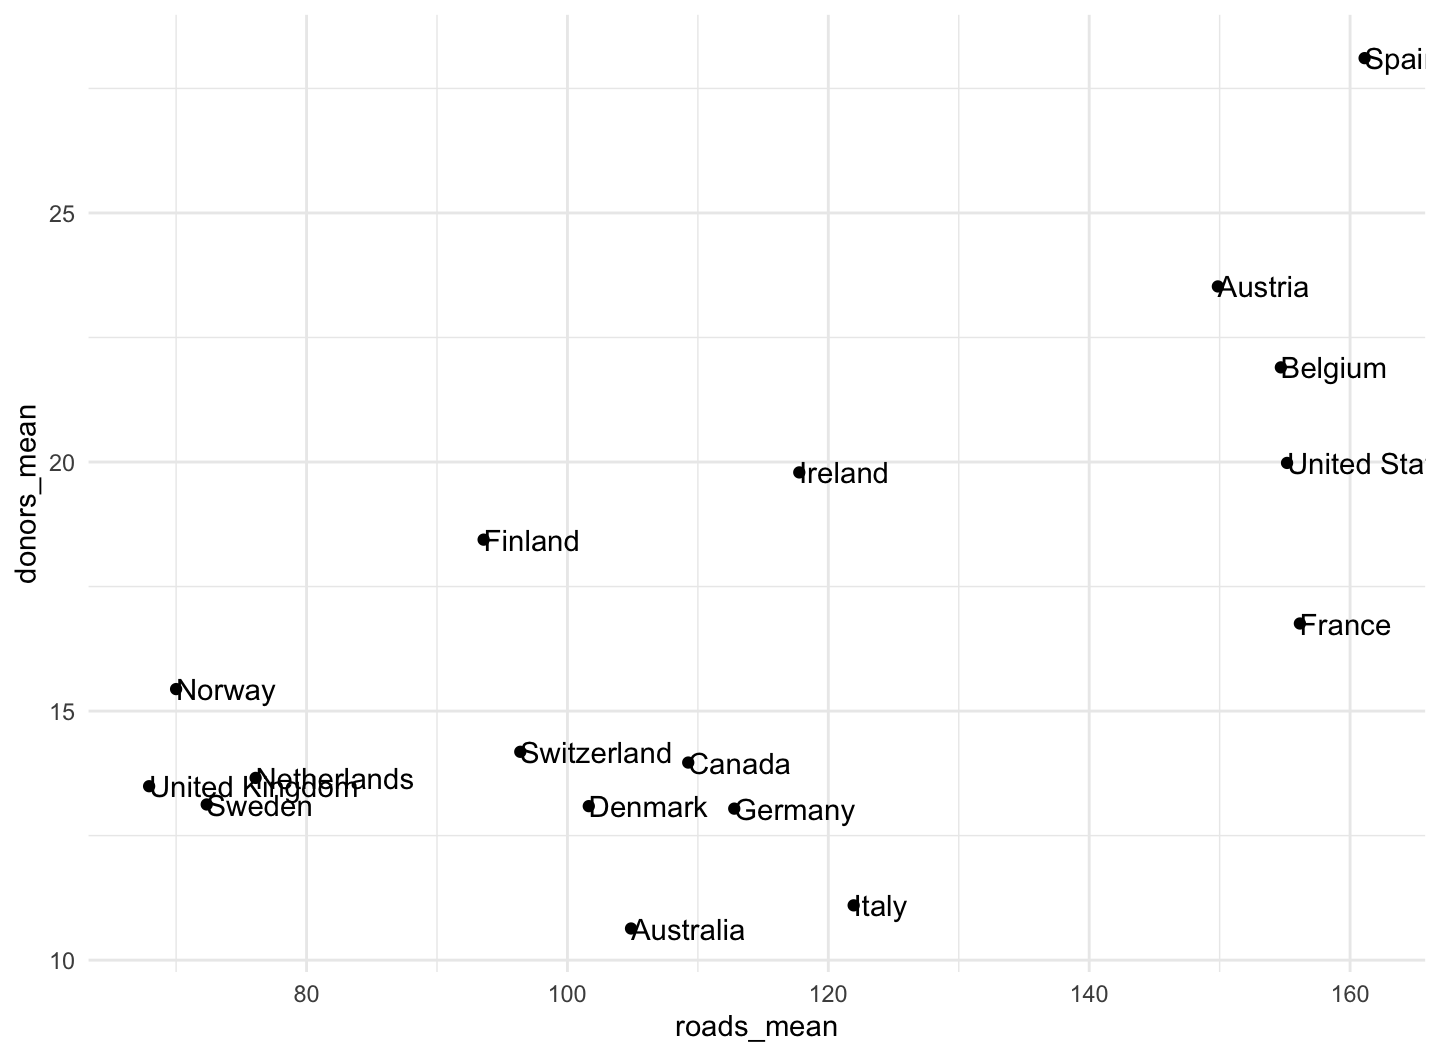 Spai
25
Austria
Belgium
20
United Sta
Ireland
Finland
France
Norway
15
Switzerland
Canada
Netherlands
United Kingdom
Sweden
Denmark
Germany
Italy
Australia
10
80
100
120
140
160
roads_mean
donors_mean